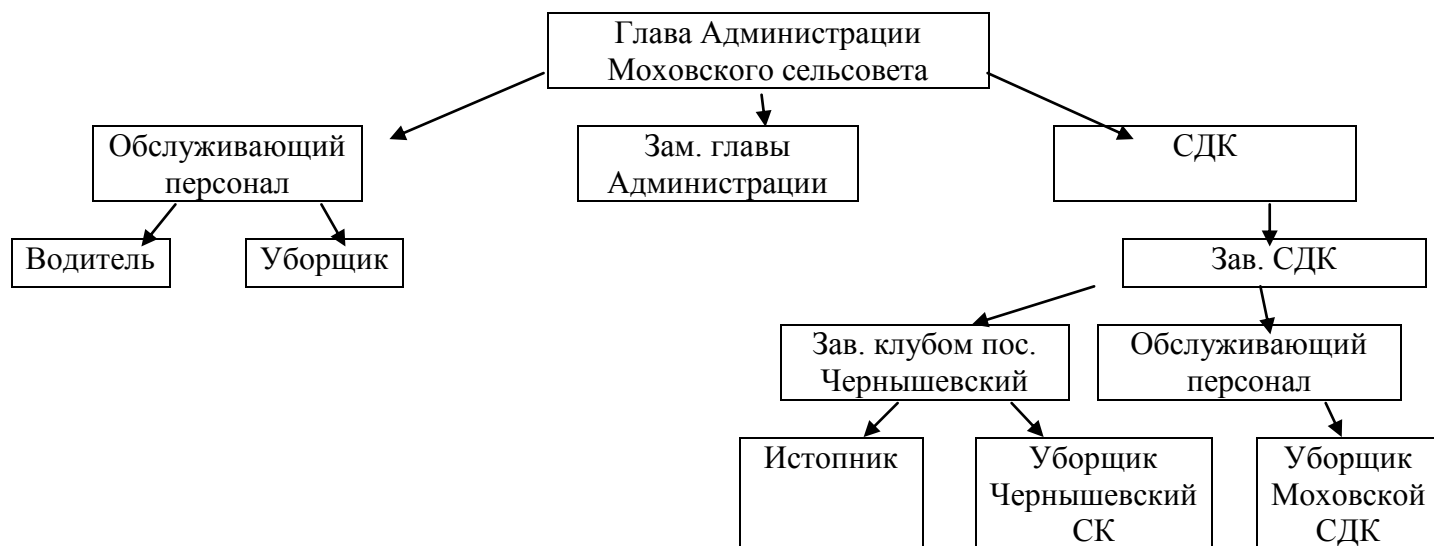 Глава Администрации
Моховского сельсовета
Обслуживающий
персонал
Зам. главы
Администрации
СДК
Водитель
Уборщик
Зав. СДК
Зав. клубом пос.
Чернышевский
Обслуживающий
персонал
Истопник
Уборщик
Чернышевский
СК
Уборщик
Моховской
СДК